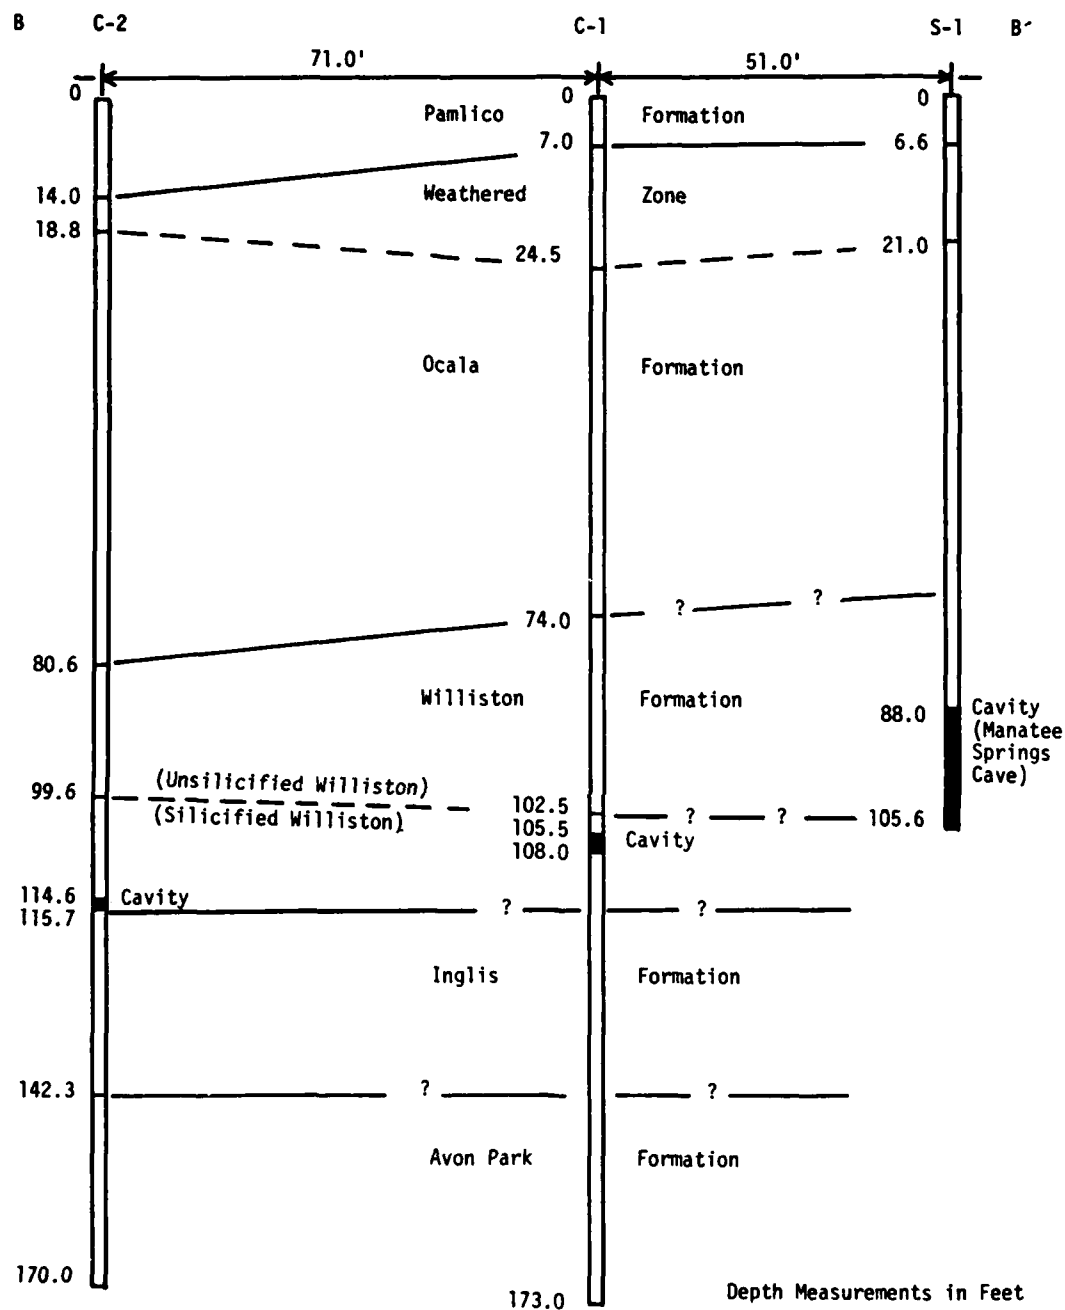 B C-2 C-1 S-1 B′
71.0' 51.0'
0 0 0
Pamlico Formation
7.0 6.6
14.0 Weathered Zone
18.8 24.5 21.0
Ocala Formation
74.0 ? ?
80.6
Williston Formation
88.0 Cavity
(Manatee
Springs
Cave)
99.6 (Unsilicified Williston)
(Silicified Williston)
102.5 ? ? 105.6
105.5 Cavity
108.0
114.6 Cavity
115.7 ? ?
Inglis Formation
142.3 ? ?
Avon Park Formation
170.0
173.0
Depth Measurements in Feet